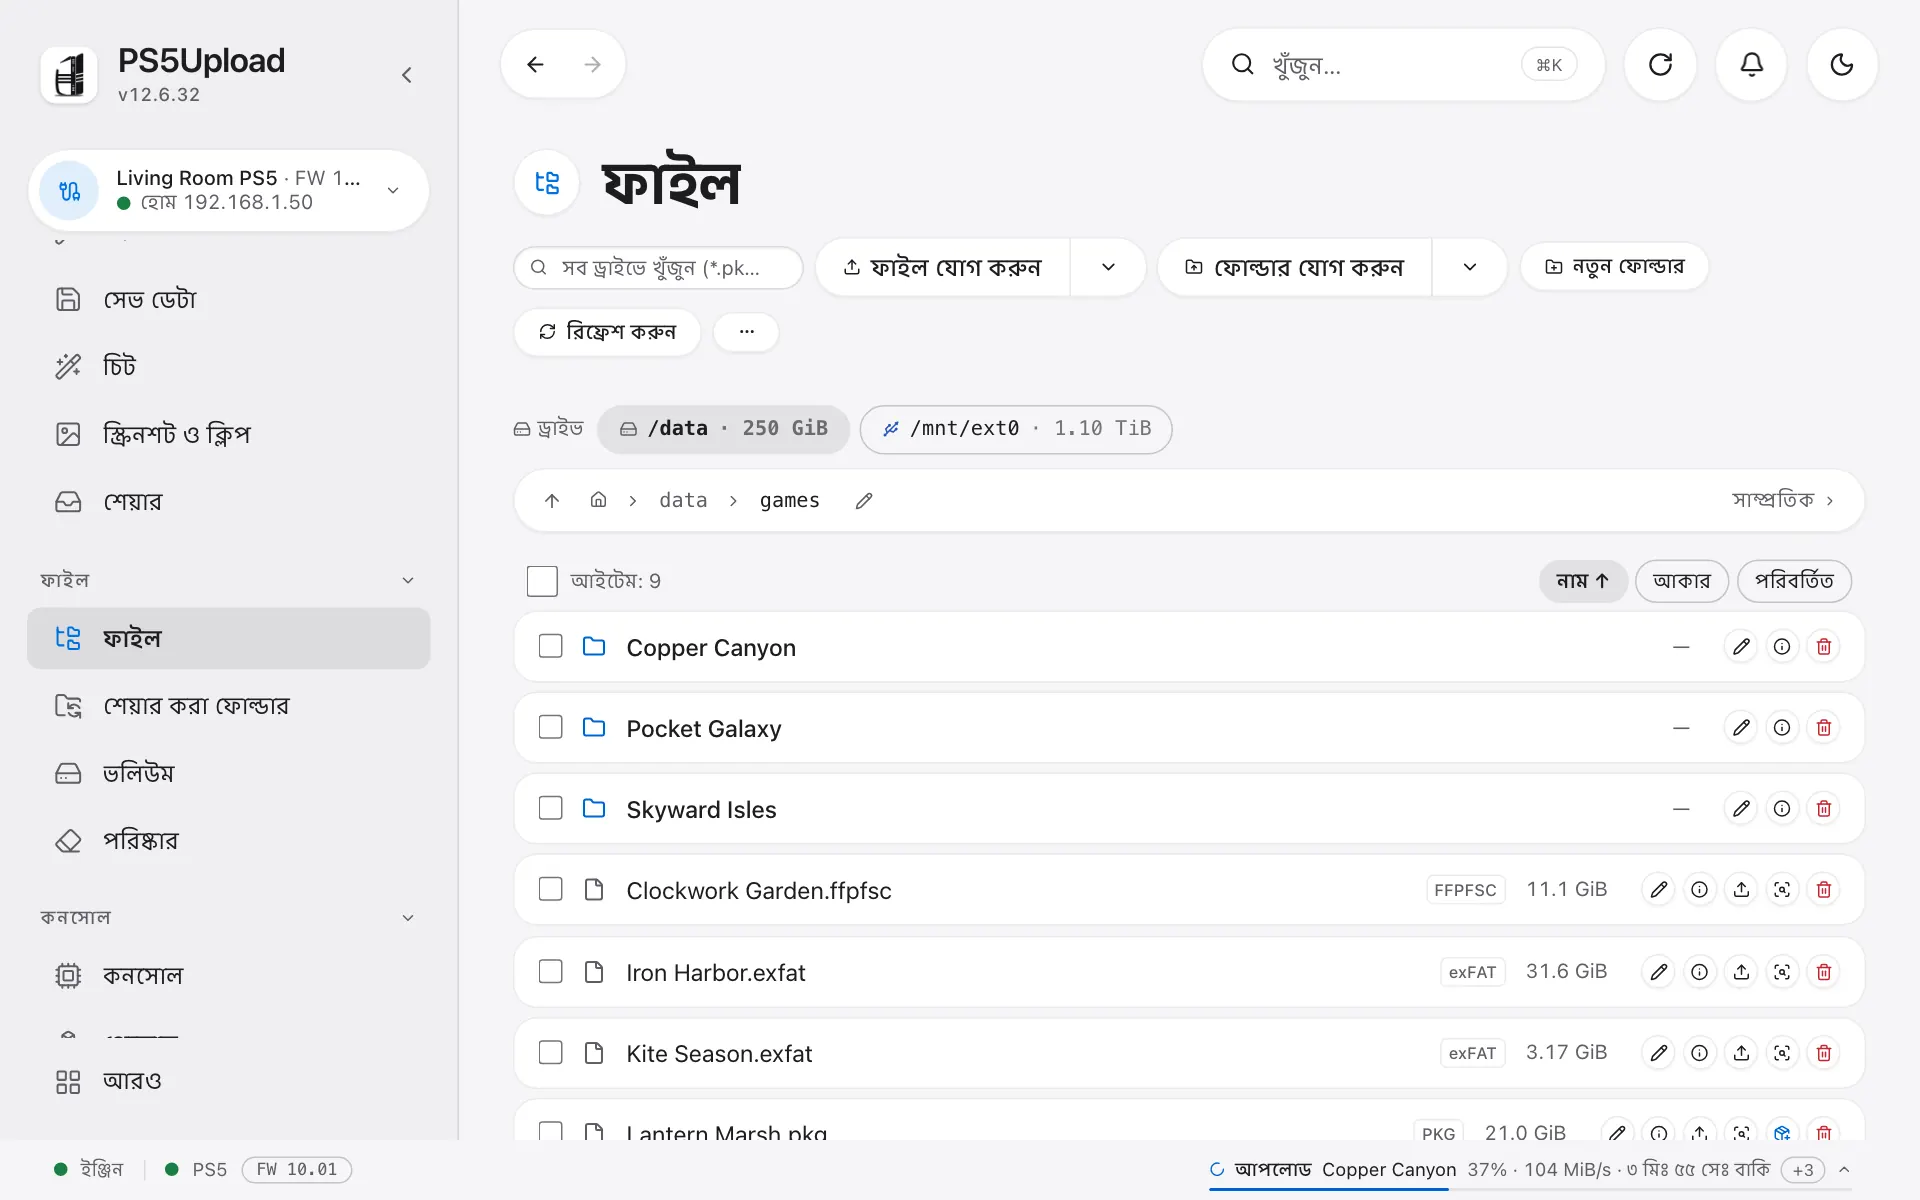 PS5Upload
v12.6.32
Living Room PS5 · FW 1...
হোম 192.168.1.50
সেভ ডেটা
চিট
স্ক্রিনশট ও ক্লিপ
শেয়ার
ফাইল
ফাইল
শেয়ার করা ফোল্ডার
ভলিউম
পরিষ্কার
কনসোল
কনসোল
আরও
খুঁজুন...
⌘K
ফাইল
সব ড্রাইভে খুঁজুন (*.pk...
ফাইল যোগ করুন
ফোল্ডার যোগ করুন
নতুন ফোল্ডার
রিফ্রেশ করুন
ড্রাইভ
/data · 250 GiB
/mnt/ext0 · 1.10 TiB
data › games
সাম্প্রতিক
আইটেম: 9
নাম ↑ আকার পরিবর্তিত
Copper Canyon —
Pocket Galaxy —
Skyward Isles —
Clockwork Garden.ffpfsc FFPFSC 11.1 GiB
Iron Harbor.exfat exFAT 31.6 GiB
Kite Season.exfat exFAT 3.17 GiB
Lantern Marsh.pkg PKG 21.0 GiB
ইঞ্জিন PS5 FW 10.01
আপলোড Copper Canyon 37% · 104 MiB/s · ৩ মিঃ ৫৫ সেঃ বাকি +3